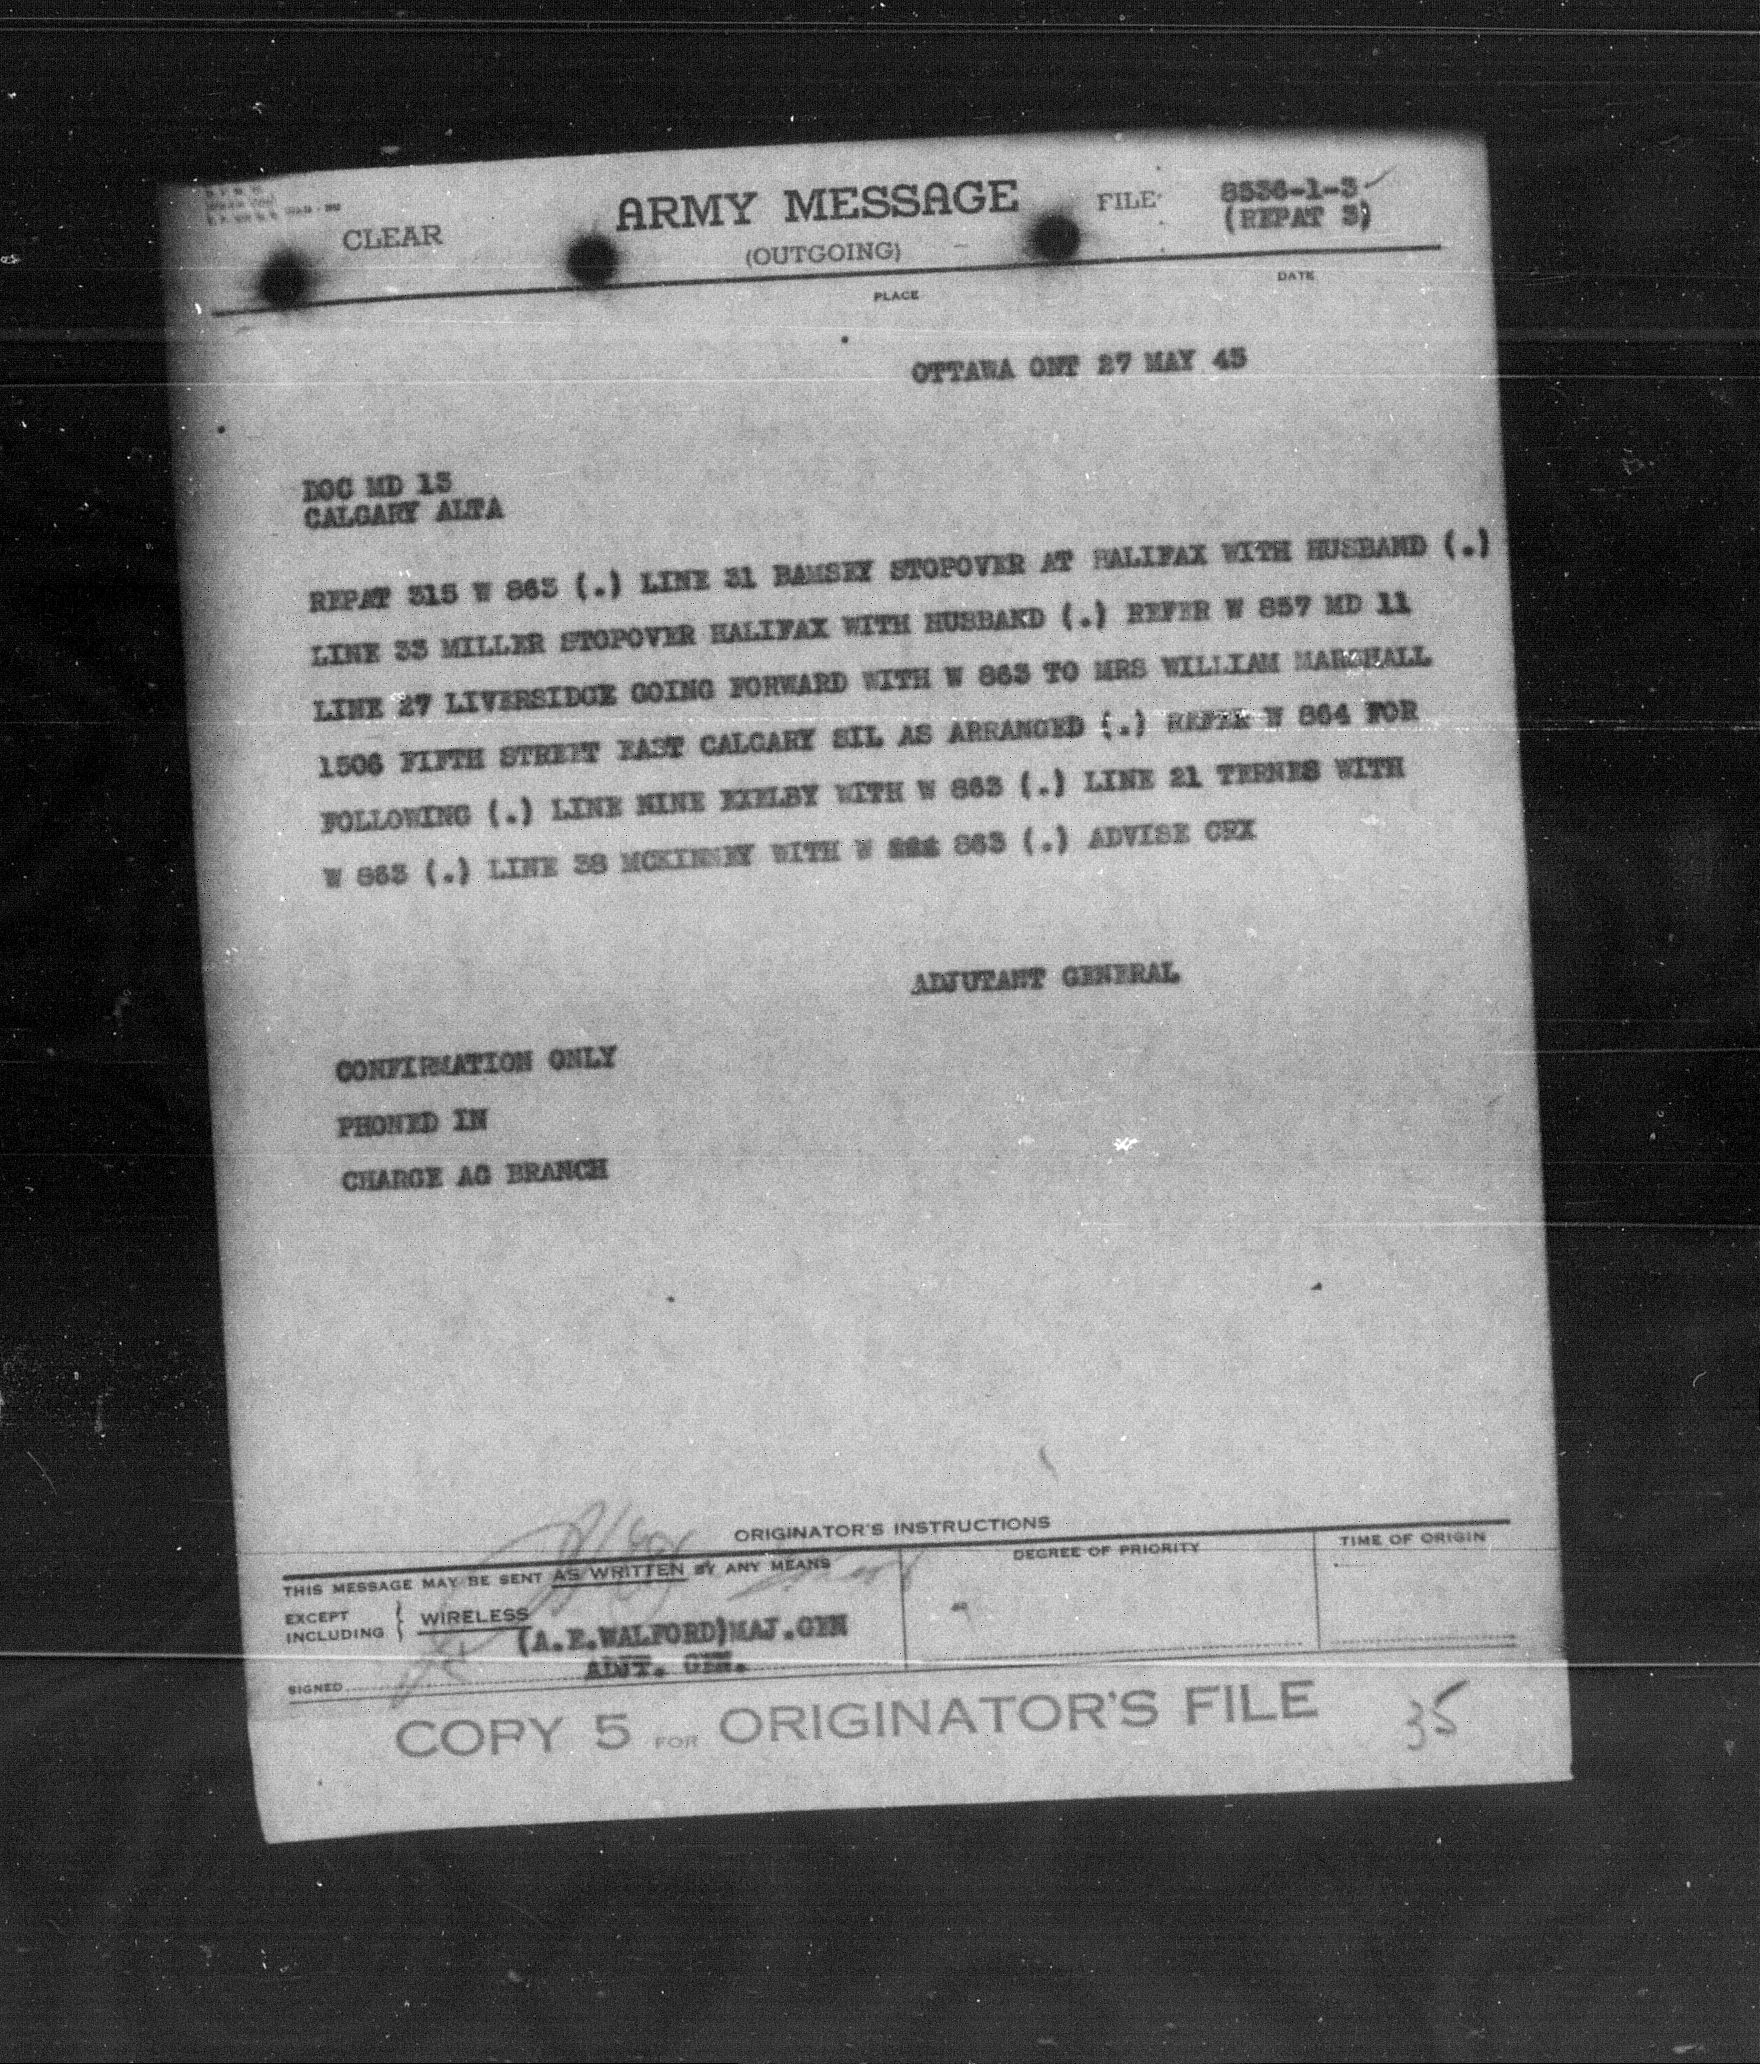 CLEAR
ARMY MESSAGE
(OUTGOING)
FILE
8536-1-3
(REPAT 3)
PLACE
DATE
OTTAWA ONT 27 MAY 45
DOC MD 13
CALGARY ALTA
REPAT 315 W 863 (.) LINE 31 RAMSEY STOPOVER AT HALIFAX WITH HUSBAND (.)
LINE 33 MILLER STOPOVER HALIFAX WITH HUSBAND (.) REFER W 857 MD 11
LINE 27 LIVERSIDGE GOING FORWARD WITH W 863 TO MRS WILLIAM MARSHALL
1506 FIFTH STREET EAST CALGARY SIL AS ARRANGED (.) REFER W 864 FOR
FOLLOWING (.) LINE NINE EXELBY WITH W 863 (.) LINE 21 TERNES WITH
W 863 (.) LINE 38 MCKINNEY WITH W 863 (.) ADVISE CRX
ADJUTANT GENERAL
CONFIRMATION ONLY
PHONED IN
CHARGE AG BRANCH
ORIGINATOR'S INSTRUCTIONS
THIS MESSAGE MAY BE SENT AS WRITTEN BY ANY MEANS
DEGREE OF PRIORITY
TIME OF ORIGIN
EXCEPT
INCLUDING
WIRELESS
(A.E.WALFORD)MAJ.GEN
ADJT. GEN.
SIGNED
COPY 5 FOR ORIGINATOR'S FILE
35